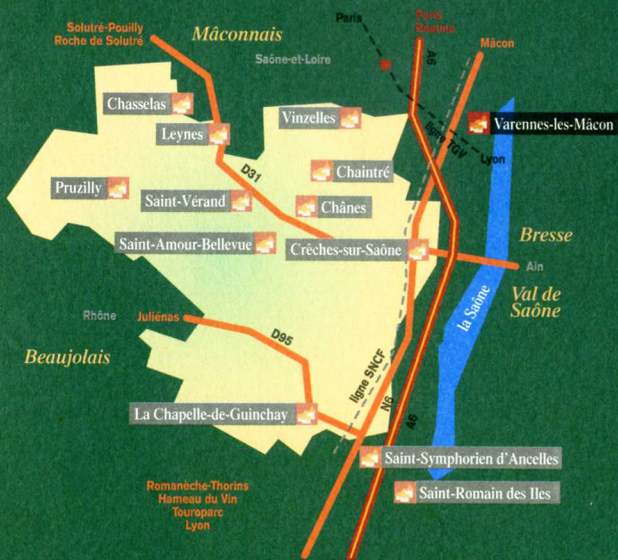 Solutré-Pouilly
Roche de Solutré
Mâconnais
Saône-et-Loire
Paris
Paris
A6
Mâcon
Chasselas
Leynes
Vinzelles
ligne TGV
Varennes-les-Mâcon
Lyon
Pruzilly
D31
Chaintré
Saint-Vérand
Chânes
Saint-Amour-Bellevue
Crêches-sur-Saône
Bresse
Ain
Val de
Saône
la Saône
Rhône
Juliénas
D95
Beaujolais
ligne SNCF
N6
A6
La Chapelle-de-Guinchay
Saint-Symphorien d'Ancelles
Saint-Romain des Iles
Romanèche-Thorins
Hameau du Vin
Touroparc
Lyon